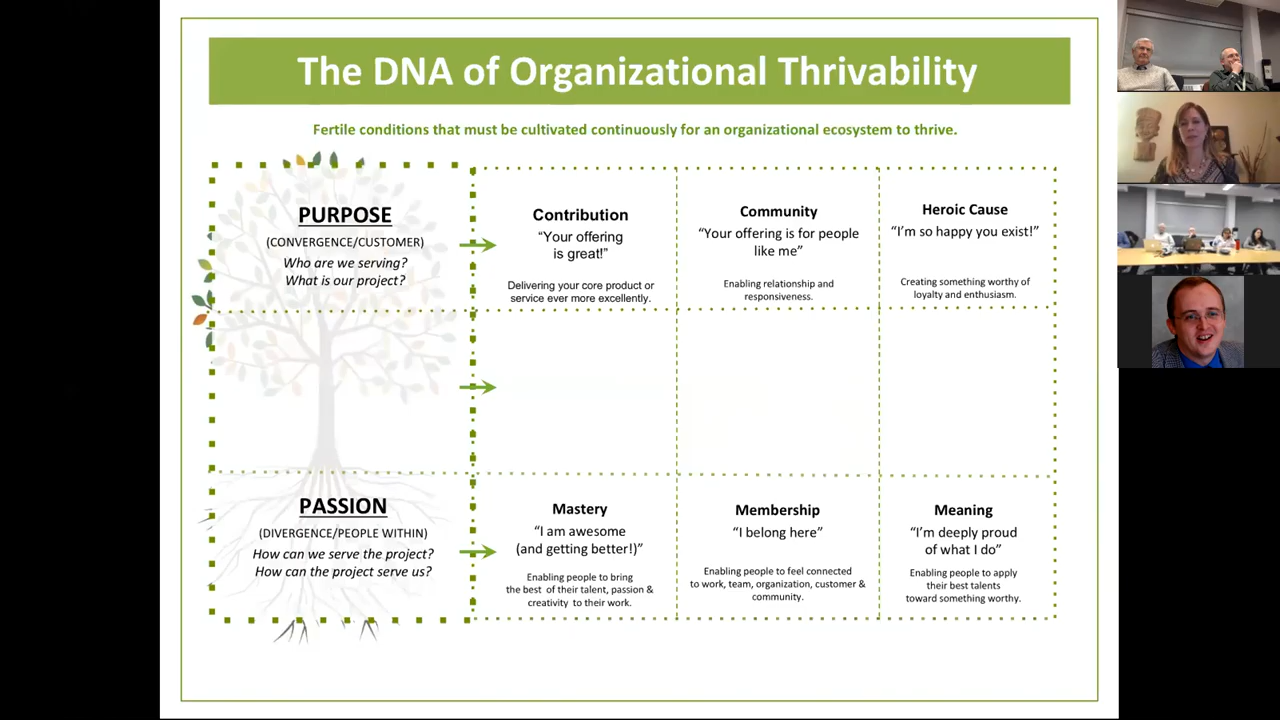 The DNA of Organizational Thrivability
Fertile conditions that must be cultivated continuously for an organizational ecosystem to thrive.
PURPOSE
(CONVERGENCE/CUSTOMER)
Who are we serving?
What is our project?
Contribution
“Your offering
is great!”
Delivering your core product or
service ever more excellently.
Community
“Your offering is for people
like me”
Enabling relationship and
responsiveness.
Heroic Cause
“I’m so happy you exist!”
Creating something worthy of
loyalty and enthusiasm.
PASSION
(DIVERGENCE/PEOPLE WITHIN)
How can we serve the project?
How can the project serve us?
Mastery
“I am awesome
(and getting better!)”
Enabling people to bring
the best of their talent, passion &
creativity to their work.
Membership
“I belong here”
Enabling people to feel connected
to work, team, organization, customer &
community.
Meaning
“I’m deeply proud
of what I do”
Enabling people to apply
their best talents
toward something worthy.